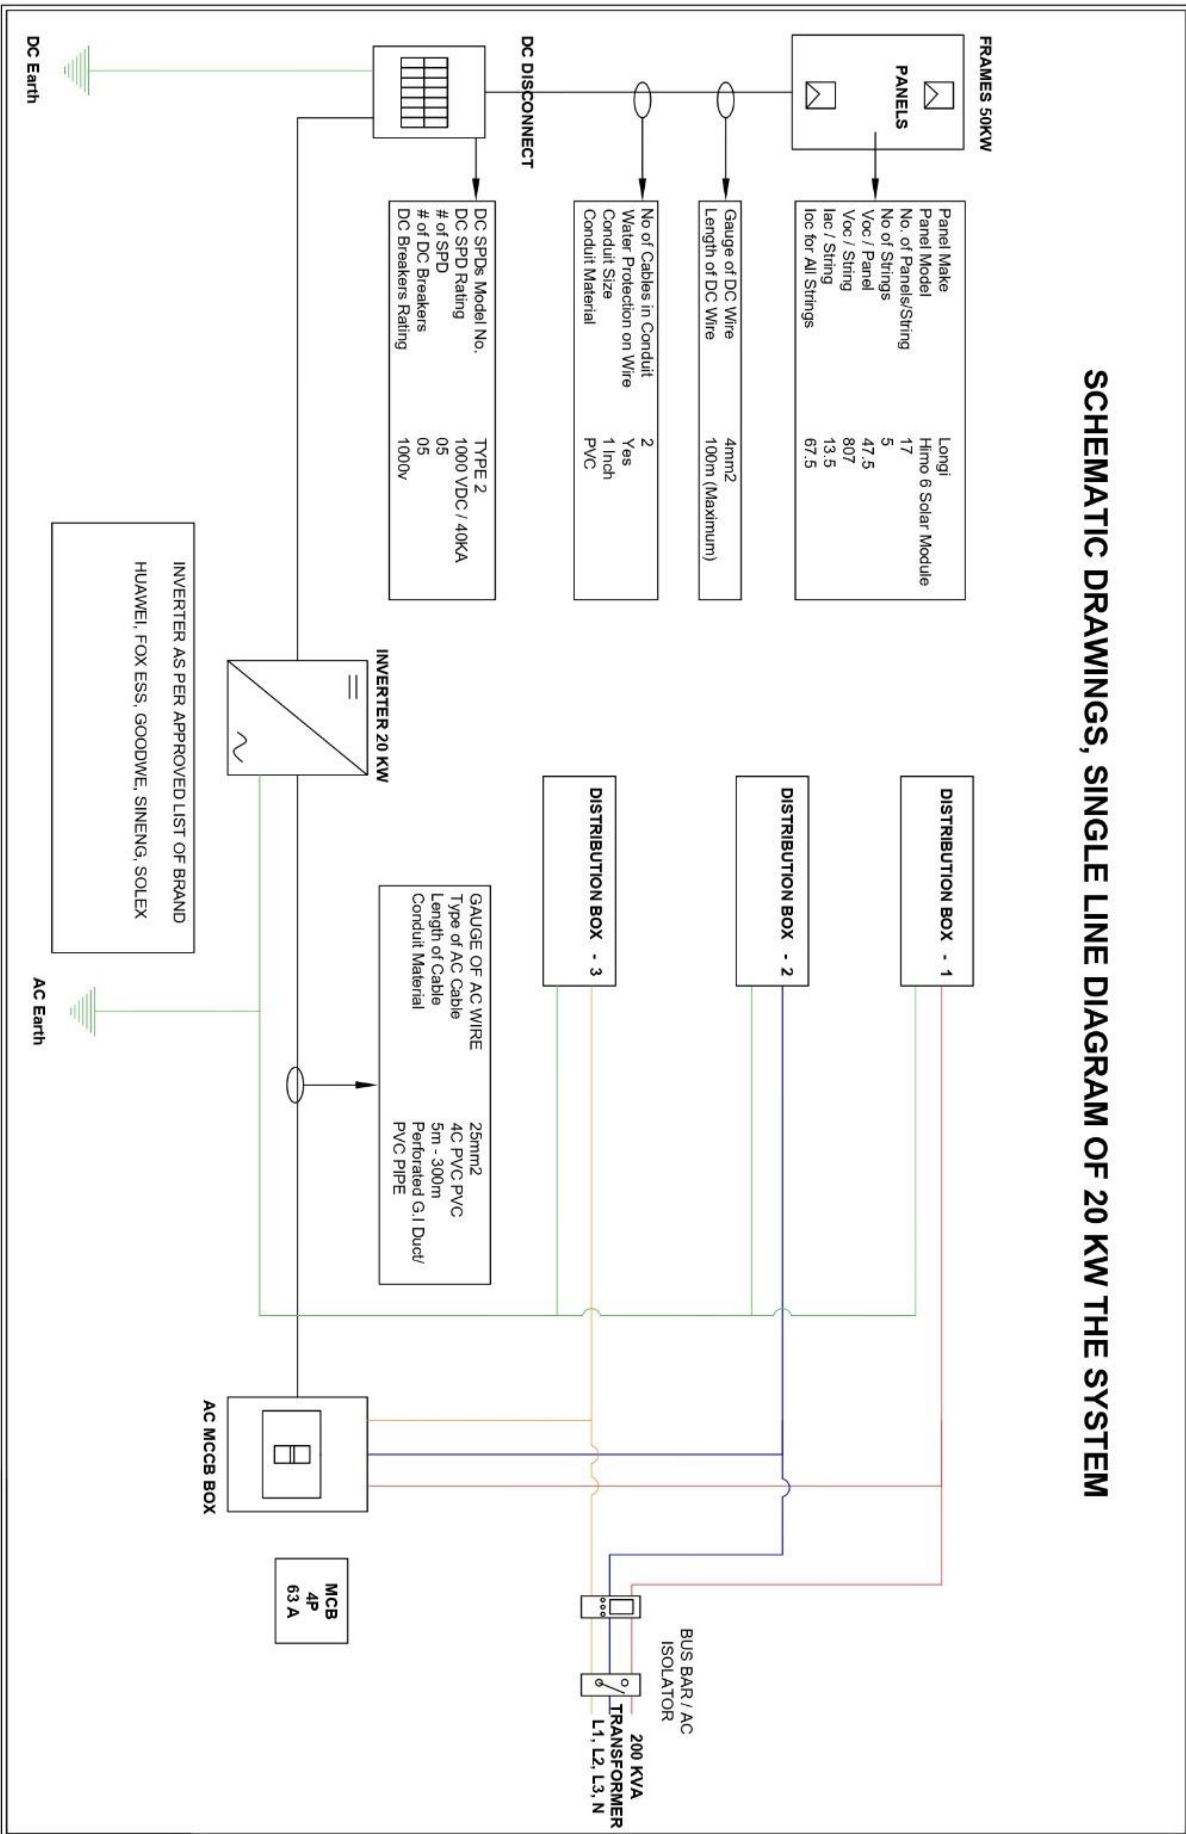 SCHEMATIC DRAWINGS, SINGLE LINE DIAGRAM OF 20 KW THE SYSTEM
FRAMES 50KW
PANELS
Panel Make Longi
Panel Model Himo 6 Solar Module
No. of Panels/String 17
No of Strings 5
Voc / Panel 47.5
Voc / String 807
Iac / String 13.5
Ioc for All Strings 67.5
Gauge of DC Wire 4mm2
Length of DC Wire 100m (Maximum)
No of Cables in Conduit 2
Water Protection on Wire Yes
Conduit Size 1 Inch
Conduit Material PVC
DC DISCONNECT
DC SPDs Model No. TYPE 2
DC SPD Rating 1000 VDC / 40KA
# of SPD 05
# of DC Breakers 05
DC Breakers Rating 1000v
DC Earth
DISTRIBUTION BOX - 1
DISTRIBUTION BOX - 2
DISTRIBUTION BOX - 3
INVERTER 20 KW
GAUGE OF AC WIRE 25mm2
Type of AC Cable 4C PVC PVC
Length of Cable 5m - 300m
Conduit Material Perforated G.I Duct/
PVC PIPE
INVERTER AS PER APPROVED LIST OF BRAND
HUAWEI, FOX ESS, GOODWE, SINENG, SOLEX
AC Earth
AC MCCB BOX
MCB
4P
63 A
BUS BAR / AC
ISOLATOR
200 KVA
TRANSFORMER
L1, L2, L3, N